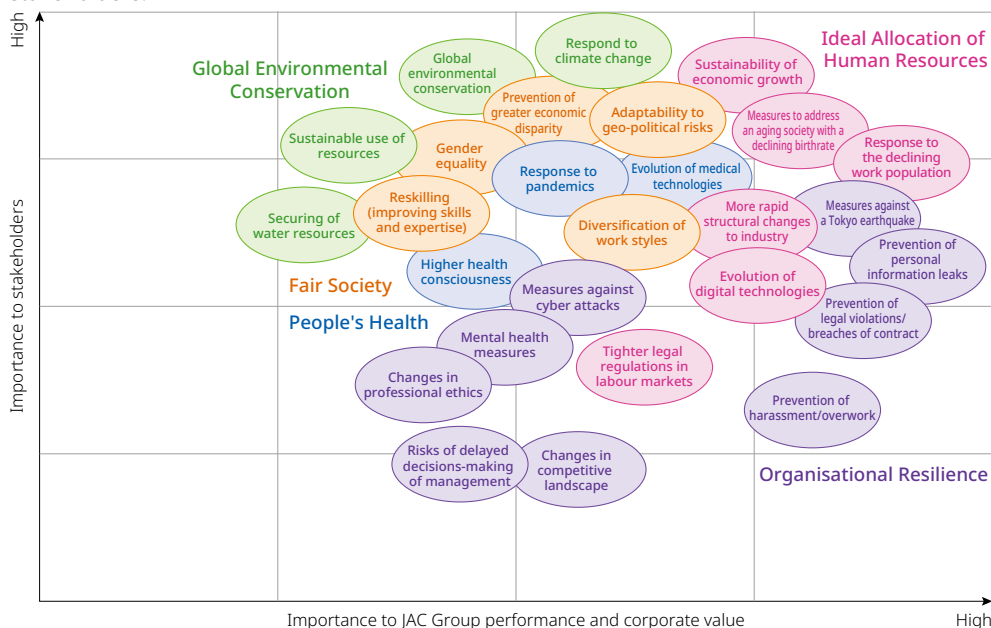 High
Importance to stakeholders
Global Environmental
Conservation
Ideal Allocation of
Human Resources
Respond to
climate change
Global
environmental
conservation
Sustainability of
economic growth
Prevention of
greater economic
disparity
Adaptability to
geo-political risks
Measures to address
an aging society with a
declining birthrate
Sustainable use of
resources
Gender
equality
Response to
the declining
work population
Response to
pandemics
Evolution of medical
technologies
Reskilling
(improving skills
and expertise)
Securing of
water resources
Diversification of
work styles
More rapid
structural changes
to industry
Measures against
a Tokyo earthquake
Prevention of
personal
information leaks
Higher health
consciousness
Fair Society
Measures against
cyber attacks
Evolution of
digital technologies
Prevention of
legal violations/
breaches of contract
People's Health
Mental health
measures
Tighter legal
regulations in
labour markets
Changes in
professional ethics
Prevention of
harassment/overwork
Risks of delayed
decisions-making
of management
Changes in
competitive
landscape
Organisational Resilience
Importance to JAC Group performance and corporate value
High